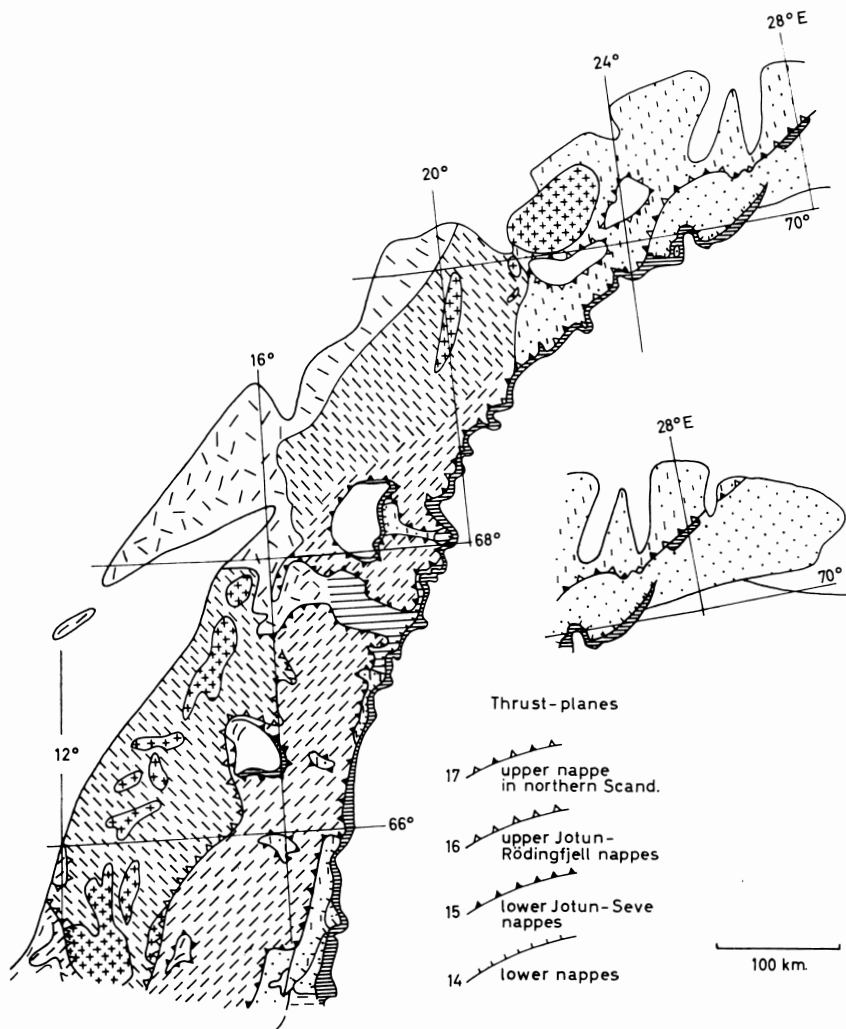 28° E
24°
20°
70°
16°
28° E
68°
70°
Thrust-planes
12°
17 upper nappe
in northern Scand.
66°
16 upper Jotun-
Rödingfjell nappes
15 lower Jotun-Seve
nappes
14 lower nappes
100 km.